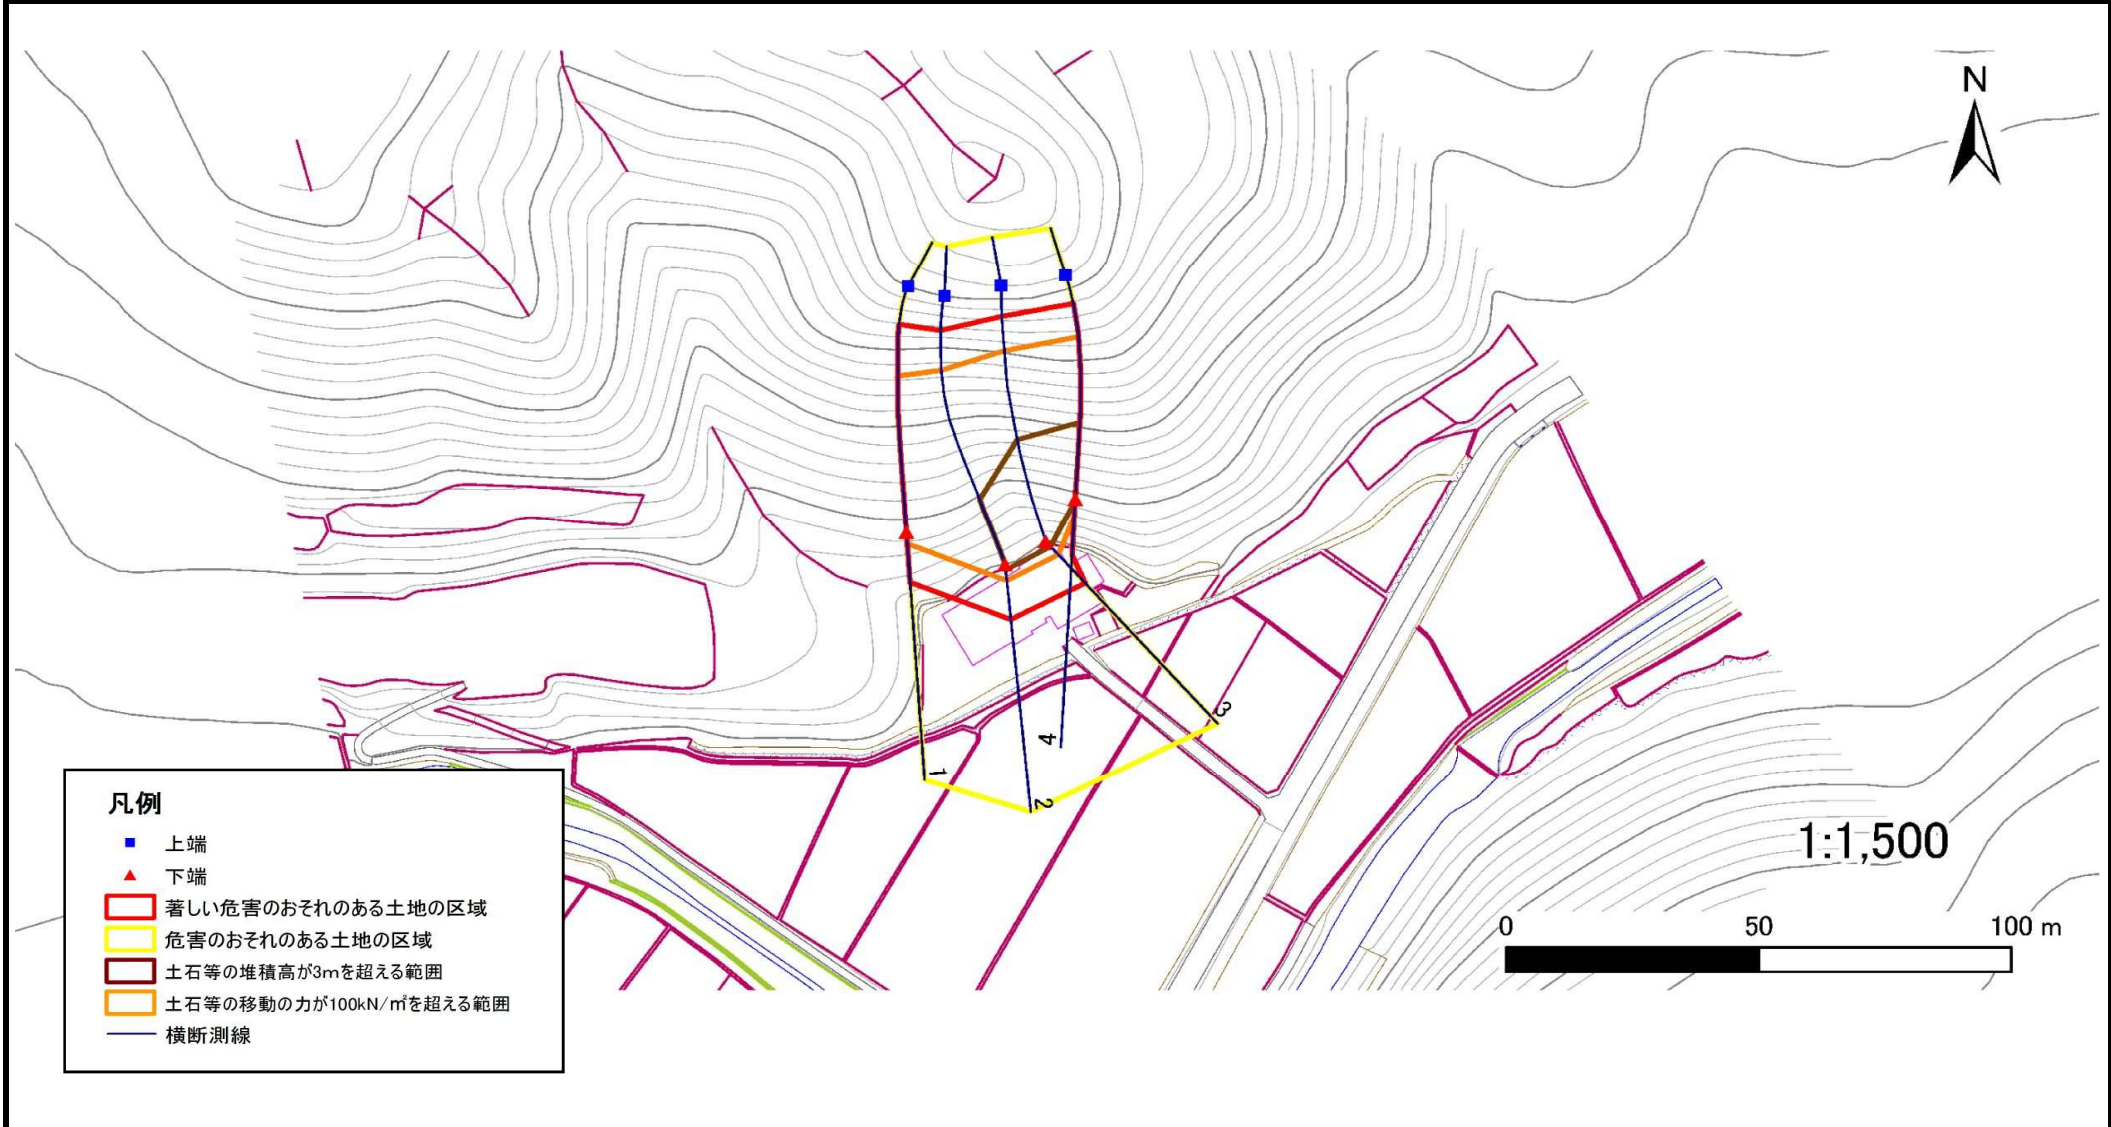 N
1
2
3
4
凡例
上端
下端
著しい危害のおそれのある土地の区域
危害のおそれのある土地の区域
土石等の堆積高が3mを超える範囲
土石等の移動の力が100kN/㎡を超える範囲
横断測線
1:1,500
0 50 100 m